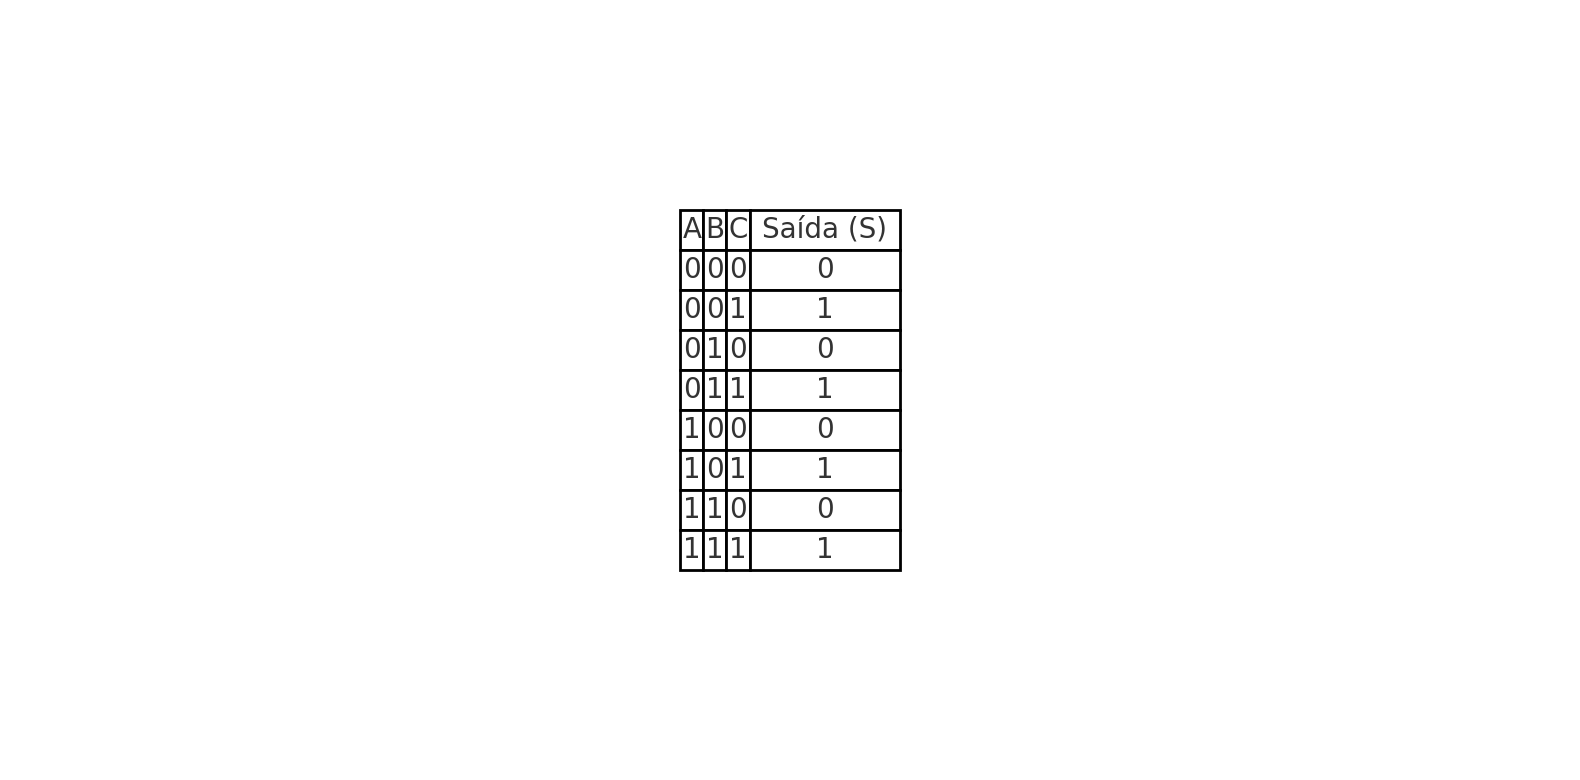 A B C Saída (S)
0 0 0 0
0 0 1 1
0 1 0 0
0 1 1 1
1 0 0 0
1 0 1 1
1 1 0 0
1 1 1 1